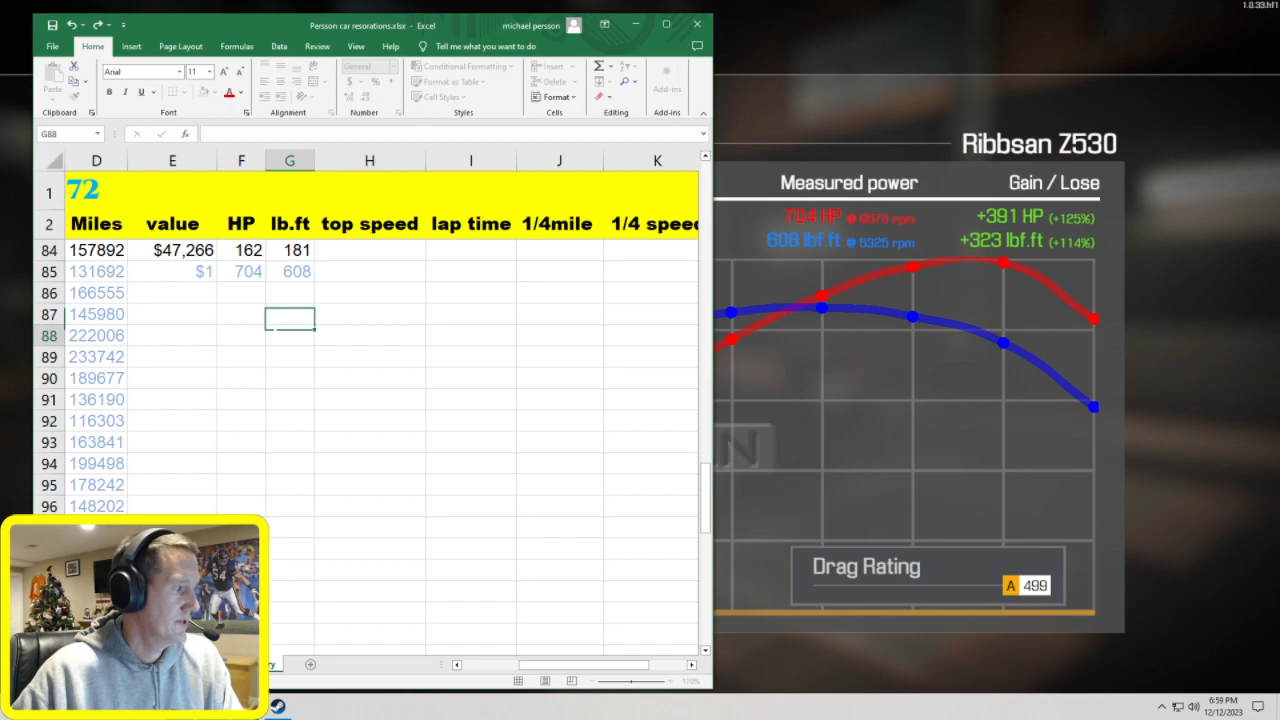 1.0.33.hf1
Persson car resorations.xlsx - Excel
michael persson
File Home Insert Page Layout Formulas Data Review View Help Tell me what you want to do
Paste
Arial 11
B I U A
General
$ % ,
Conditional Formatting
Format as Table
Cell Styles
Insert
Delete
Format
Add-ins
Clipboard Font Alignment Number Styles Cells Editing Add-ins
G88 fx
D E F G H I J K
1 72
2 Miles value HP lb.ft top speed lap time 1/4mile 1/4 speed
84 157892 $47,266 162 181
85 131692 $1 704 608
86 166555
87 145980
88 222006
89 233742
90 189677
91 136190
92 116303
93 163841
94 199498
95 178242
96 148202
170%
Ribbsan Z530
Measured power Gain / Lose
704 HP @ 6570 rpm +391 HP (+125%)
608 lbf.ft @ 5325 rpm +323 lbf.ft (+114%)
Drag Rating
A 499
6:59 PM
12/12/2023